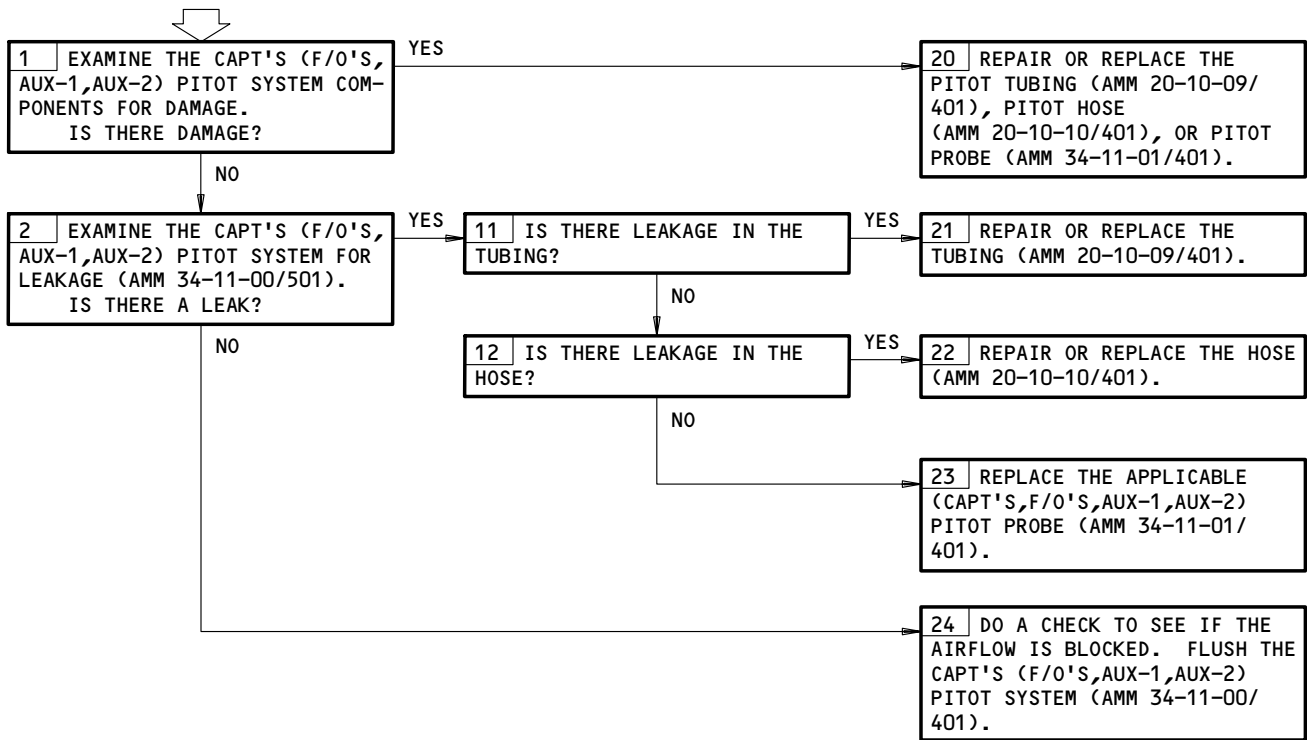 1 EXAMINE THE CAPT'S (F/O'S,
AUX-1,AUX-2) PITOT SYSTEM COM-
PONENTS FOR DAMAGE.
IS THERE DAMAGE?
YES
20 REPAIR OR REPLACE THE
PITOT TUBING (AMM 20-10-09/
401), PITOT HOSE
(AMM 20-10-10/401), OR PITOT
PROBE (AMM 34-11-01/401).
NO
2 EXAMINE THE CAPT'S (F/O'S,
AUX-1,AUX-2) PITOT SYSTEM FOR
LEAKAGE (AMM 34-11-00/501).
IS THERE A LEAK?
YES
11 IS THERE LEAKAGE IN THE
TUBING?
YES
21 REPAIR OR REPLACE THE
TUBING (AMM 20-10-09/401).
NO
NO
12 IS THERE LEAKAGE IN THE
HOSE?
YES
22 REPAIR OR REPLACE THE HOSE
(AMM 20-10-10/401).
NO
23 REPLACE THE APPLICABLE
(CAPT'S,F/O'S,AUX-1,AUX-2)
PITOT PROBE (AMM 34-11-01/
401).
24 DO A CHECK TO SEE IF THE
AIRFLOW IS BLOCKED. FLUSH THE
CAPT'S (F/O'S,AUX-1,AUX-2)
PITOT SYSTEM (AMM 34-11-00/
401).